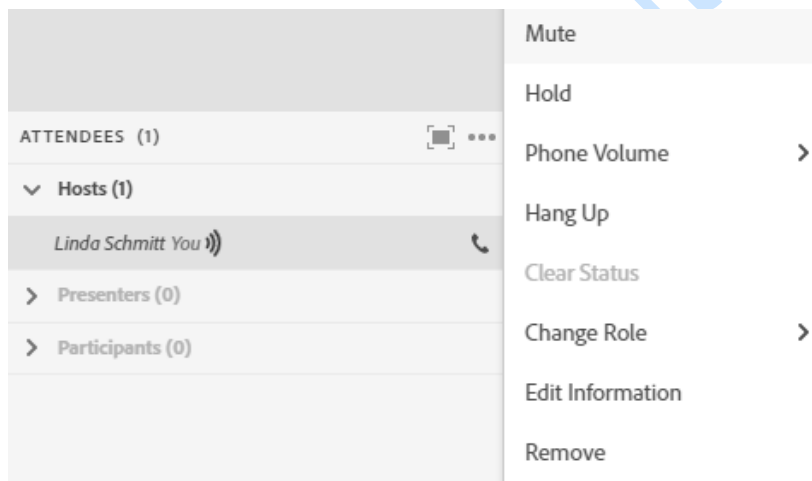 ATTENDEES (1)
Hosts (1)
Linda Schmitt You
Presenters (0)
Participants (0)
Mute
Hold
Phone Volume
Hang Up
Clear Status
Change Role
Edit Information
Remove